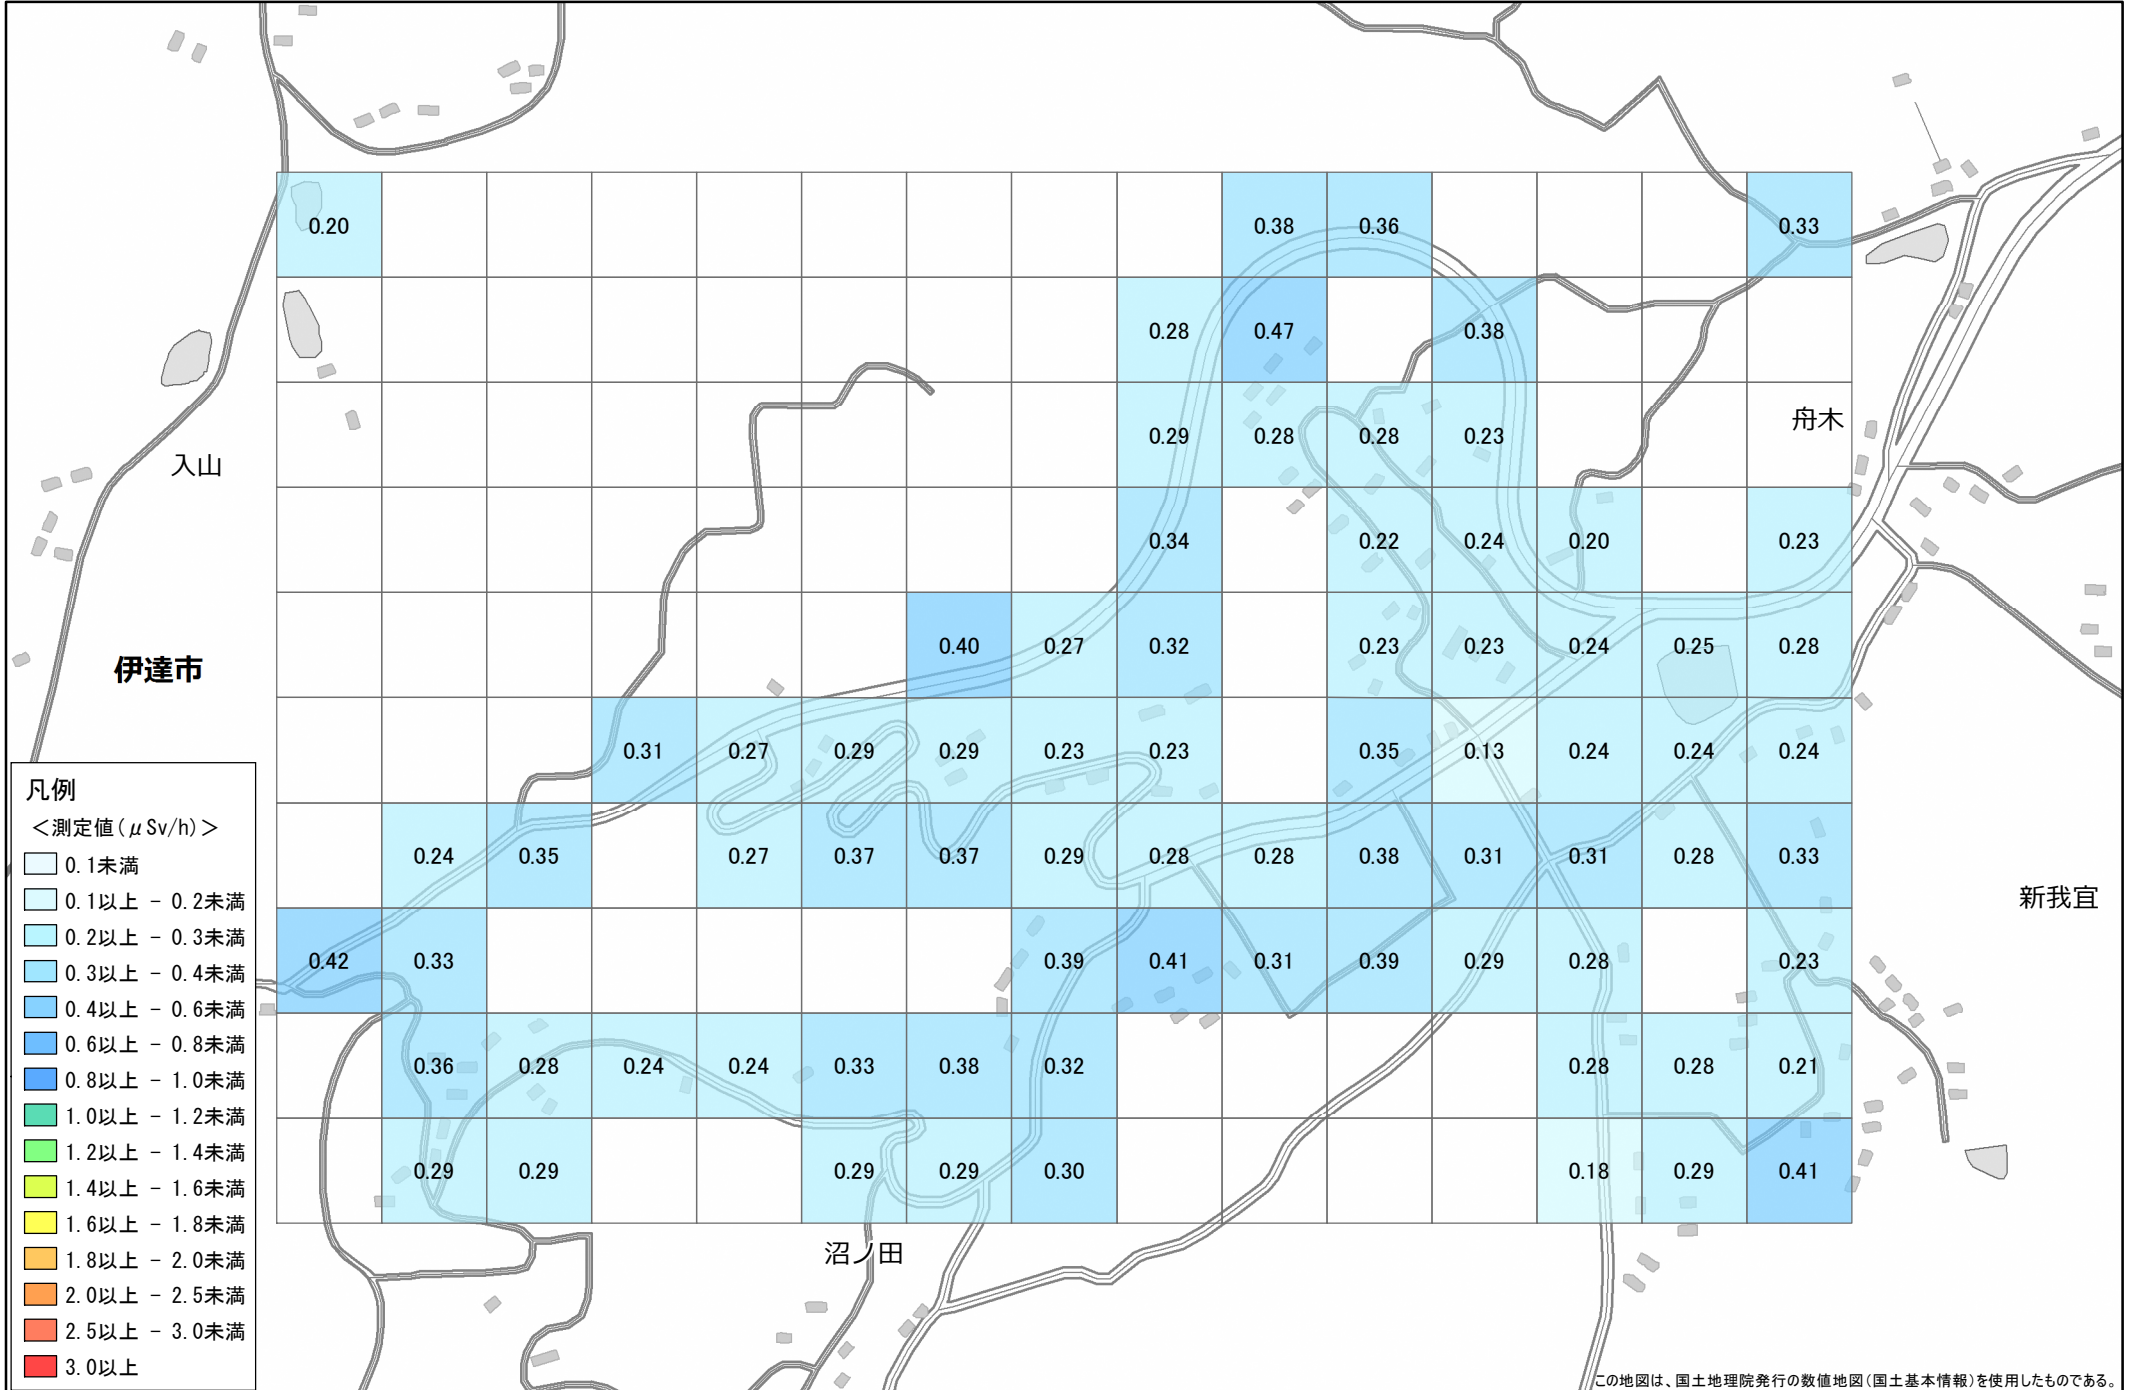 0.20 0.38 0.36 0.33
0.28 0.47 0.38
0.29 0.28 0.28 0.23
舟木
入山
0.34 0.22 0.24 0.20 0.23
0.40 0.27 0.32 0.23 0.23 0.24 0.25 0.28
伊達市
0.31 0.27 0.29 0.29 0.23 0.23 0.35 0.13 0.24 0.24 0.24
0.24 0.35 0.27 0.37 0.37 0.29 0.28 0.28 0.38 0.31 0.31 0.28 0.33
新我宜
0.42 0.33 0.39 0.41 0.31 0.39 0.29 0.28 0.23
0.36 0.28 0.24 0.24 0.33 0.38 0.32 0.28 0.28 0.21
0.29 0.29 0.29 0.29 0.30 0.18 0.29 0.41
沼ノ田
凡例
＜測定値(μSv/h)＞
0.1未満
0.1以上 - 0.2未満
0.2以上 - 0.3未満
0.3以上 - 0.4未満
0.4以上 - 0.6未満
0.6以上 - 0.8未満
0.8以上 - 1.0未満
1.0以上 - 1.2未満
1.2以上 - 1.4未満
1.4以上 - 1.6未満
1.6以上 - 1.8未満
1.8以上 - 2.0未満
2.0以上 - 2.5未満
2.5以上 - 3.0未満
3.0以上
この地図は、国土地理院発行の数値地図(国土基本情報)を使用したものである。